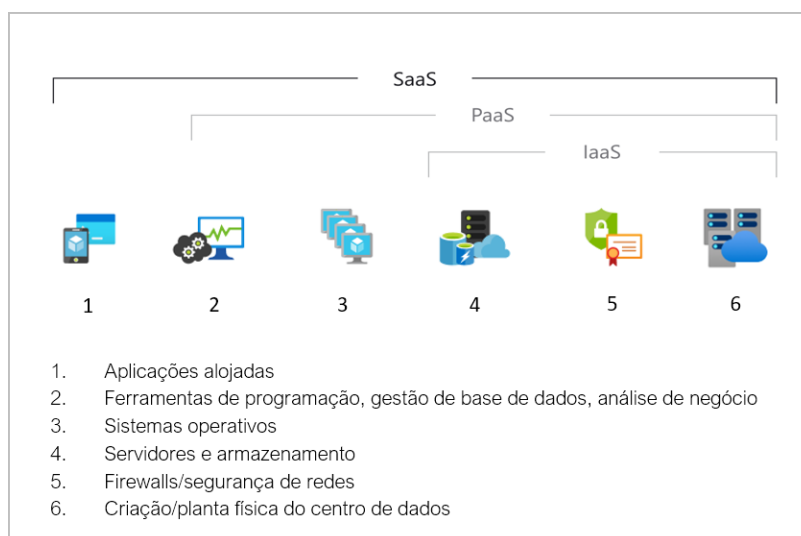 SaaS
PaaS
IaaS
1 2 3 4 5 6
1. Aplicações alojadas
2. Ferramentas de programação, gestão de base de dados, análise de negócio
3. Sistemas operativos
4. Servidores e armazenamento
5. Firewalls/segurança de redes
6. Criação/planta física do centro de dados